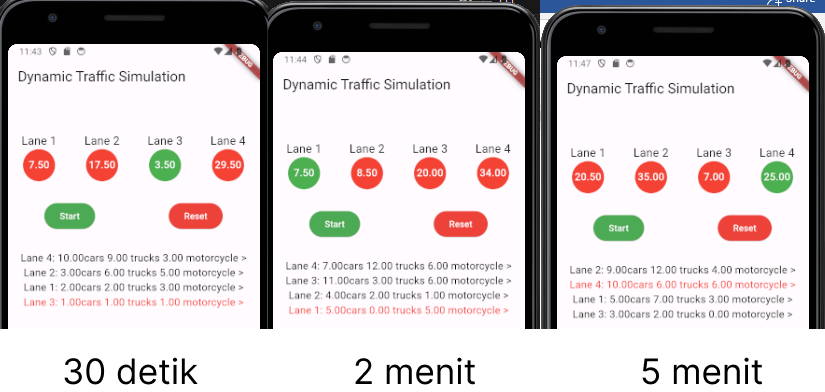 Share
11:43
Dynamic Traffic Simulation
Lane 1 Lane 2 Lane 3 Lane 4
7.50 17.50 3.50 29.50
Start Reset
Lane 4: 10.00cars 9.00 trucks 3.00 motorcycle >
Lane 2: 3.00cars 6.00 trucks 5.00 motorcycle >
Lane 1: 2.00cars 2.00 trucks 3.00 motorcycle >
Lane 3: 1.00cars 1.00 trucks 1.00 motorcycle >
30 detik
11:44
Dynamic Traffic Simulation
Lane 1 Lane 2 Lane 3 Lane 4
7.50 8.50 20.00 34.00
Start Reset
Lane 4: 7.00cars 12.00 trucks 6.00 motorcycle >
Lane 3: 11.00cars 3.00 trucks 6.00 motorcycle >
Lane 2: 4.00cars 2.00 trucks 1.00 motorcycle >
Lane 1: 5.00cars 0.00 trucks 5.00 motorcycle >
2 menit
11:47
Dynamic Traffic Simulation
Lane 1 Lane 2 Lane 3 Lane 4
20.50 35.00 7.00 25.00
Start Reset
Lane 2: 9.00cars 12.00 trucks 4.00 motorcycle >
Lane 4: 10.00cars 6.00 trucks 6.00 motorcycle >
Lane 1: 5.00cars 7.00 trucks 3.00 motorcycle >
Lane 3: 3.00cars 2.00 trucks 0.00 motorcycle >
5 menit